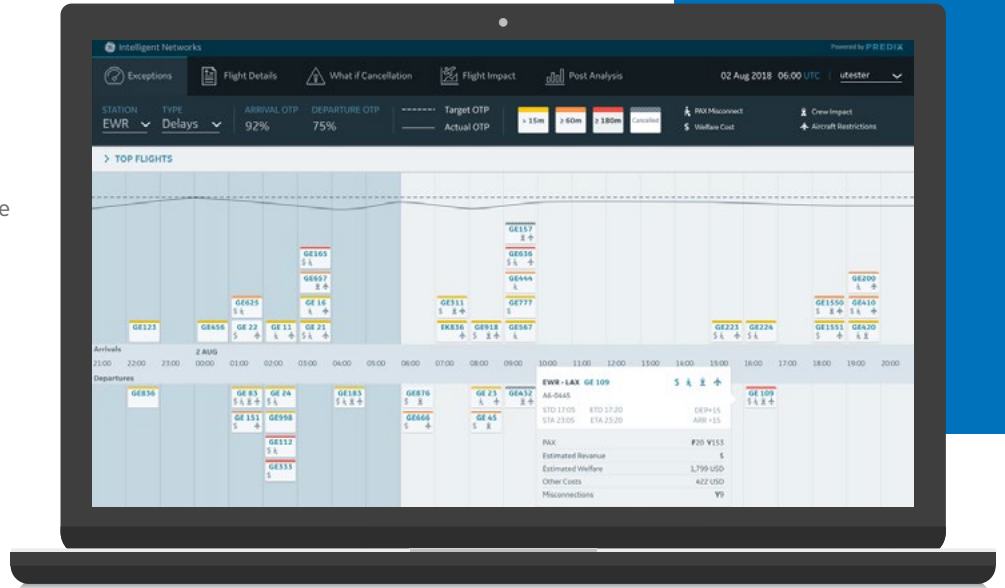 e
Intelligent Networks
Powered by PREDIX
Exceptions Flight Details What if Cancellation Flight Impact Post Analysis 02 Aug 2018 06:00 UTC utester
STATION TYPE ARRIVAL OTP DEPARTURE OTP Target OTP PAX Misconnect Crew Impact
EWR Delays 92% 75% Actual OTP > 15m ≥ 60m ≥ 180m Cancelled $ Welfare Cost Aircraft Restrictions
> TOP FLIGHTS
GE157
GE165 GE636
GE657 GE444 GE200
GE625 GE 16 GE311 GE777 GE1550 GE410
GE123 GE456 GE 22 GE 11 GE 21 EK836 GE918 GE567 GE223 GE224 GE1551 GE420
Arrivals 2 AUG
21:00 22:00 23:00 00:00 01:00 02:00 03:00 04:00 05:00 06:00 07:00 08:00 09:00 10:00 11:00 12:00 13:00 14:00 15:00 16:00 17:00 18:00 19:00 20:00
Departures
GE836 GE 83 GE 24 GE183 GE876 GE 23 GE432 GE 109
GE 151 GE998 GE666 GE 45
GE112
GE333
EWR - LAX GE 109 $
A6-0445
STD 17:05 ETD 17:20 DEP+15
STA 23:05 ETA 23:20 ARR +15
PAX F20 Y153
Estimated Revenue $
Estimated Welfare 1,799 USD
Other Costs 422 USD
Misconnections Y9